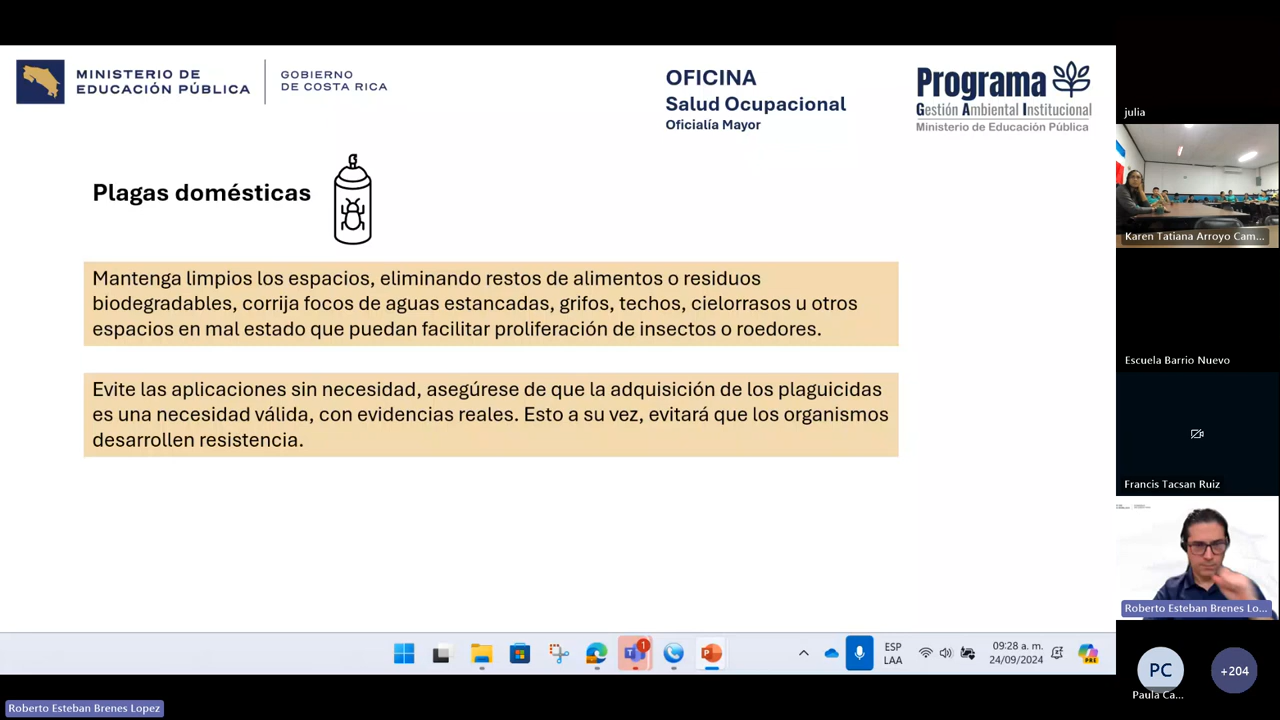 MINISTERIO DE
EDUCACIÓN PÚBLICA
GOBIERNO
DE COSTA RICA
OFICINA
Salud Ocupacional
Oficialía Mayor
Programa
Gestión Ambiental Institucional
Ministerio de Educación Pública
Plagas domésticas
Mantenga limpios los espacios, eliminando restos de alimentos o residuos
biodegradables, corrija focos de aguas estancadas, grifos, techos, cielorrasos u otros
espacios en mal estado que puedan facilitar proliferación de insectos o roedores.
Evite las aplicaciones sin necesidad, asegúrese de que la adquisición de los plaguicidas
es una necesidad válida, con evidencias reales. Esto a su vez, evitará que los organismos
desarrollen resistencia.
julia
Karen Tatiana Arroyo Cam...
Escuela Barrio Nuevo
Francis Tacsan Ruiz
Roberto Esteban Brenes Lo...
PC
Paula Ca...
+204
1
ESP
LAA
09:28 a. m.
24/09/2024
PRE
Roberto Esteban Brenes Lopez